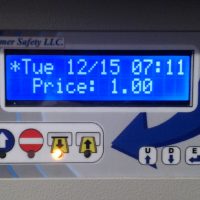 mer Safety LLC.
*Tue 12/15 07:11
Price: 1.00
U D E